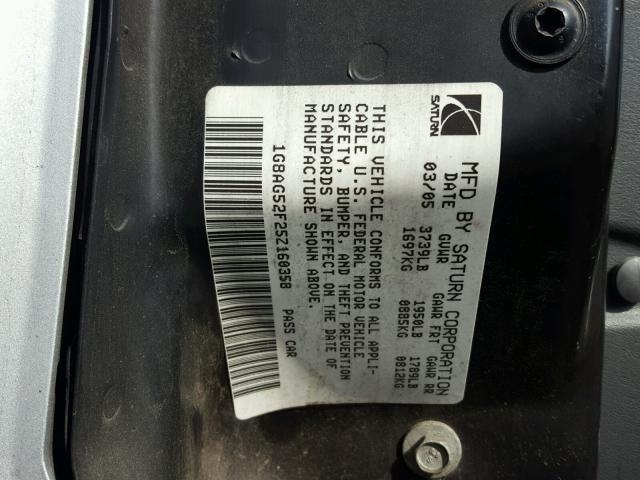 SATURN
MFD BY SATURN CORPORATION
DATE GVWR GAWR FRT GAWR RR
03/05 3739LB 1950LB 1789LB
1697KG 0885KG 0812KG
THIS VEHICLE CONFORMS TO ALL APPLI-
CABLE U.S. FEDERAL MOTOR VEHICLE
SAFETY, BUMPER, AND THEFT PREVENTION
STANDARDS IN EFFECT ON THE DATE OF
MANUFACTURE SHOWN ABOVE.
1G8AG52F25Z160358 PASS CAR